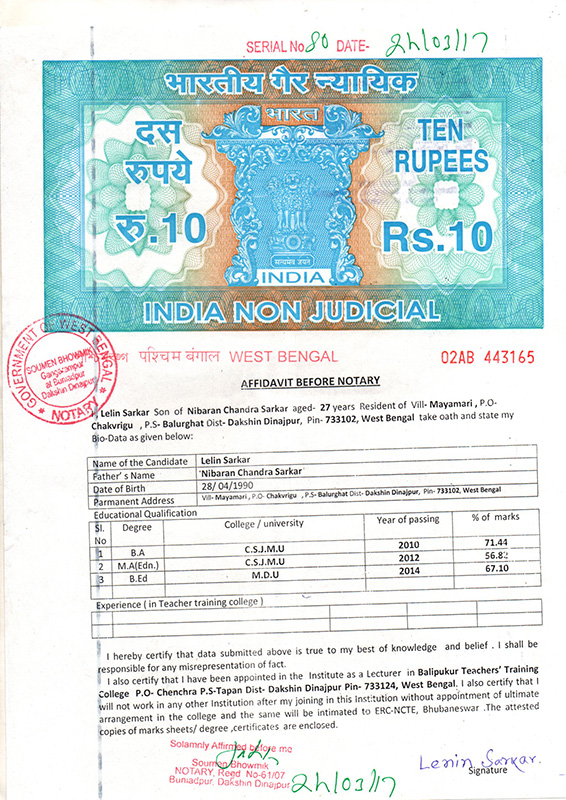 SERIAL No 80 DATE- 24/03/17
भारतीय गैर न्यायिक
भारत
दस
रुपये
रु.10
TEN
RUPEES
Rs.10
सत्यमेव जयते
INDIA
INDIA NON JUDICIAL
पश्चिम बंगाल WEST BENGAL 02AB 443165
GOVERNMENT OF WEST BENGAL
SOUMEN BHOWMIK
Gangarampur
at Buniadpur
Dakshin Dinajpur
NOTARY
AFFIDAVIT BEFORE NOTARY
, Lelin Sarkar Son of Nibaran Chandra Sarkar aged- 27 years Resident of Vill- Mayamari , P.O-
Chakvrigu , P.S- Balurghat Dist- Dakshin Dinajpur, Pin- 733102, West Bengal take oath and state my
Bio-Data as given below:
Name of the Candidate Lelin Sarkar
Father' s Name Nibaran Chandra Sarkar
Date of Birth 28/ 04/1990
Parmanent Address Vill- Mayamari , P.O- Chakvrigu , P.S- Balurghat Dist- Dakshin Dinajpur, Pin- 733102, West Bengal
Educational Qualification
Sl. No Degree College / university Year of passing % of marks
1 B.A C.S.J.M.U 2010 71.44
2 M.A(Edn.) C.S.J.M.U 2012 56.82
3 B.Ed M.D.U 2014 67.10
Experience ( in Teacher training college )
I hereby certify that data submitted above is true to my best of knowledge and belief . I shall be
responsible for any misrepresentation of fact.
I also certify that I have been appointed in the Institute as a Lecturer in Balipukur Teachers' Training
College P.O- Chenchra P.S-Tapan Dist- Dakshin Dinajpur Pin- 733124, West Bengal. I also certify that I
will not work in any other Institution after my joining in this Institution without appointment of ultimate
arrangement in the college and the same will be intimated to ERC-NCTE, Bhubaneswar .The attested
copies of marks sheets/ degree ,certificates are enclosed.
Solamnly Affirmed before me
Soumen Bhowmik
NOTARY, Regd No-61/07
Buniadpur, Dakshin Dinajpur
24/03/17
Lenin Sarkar.
Signature